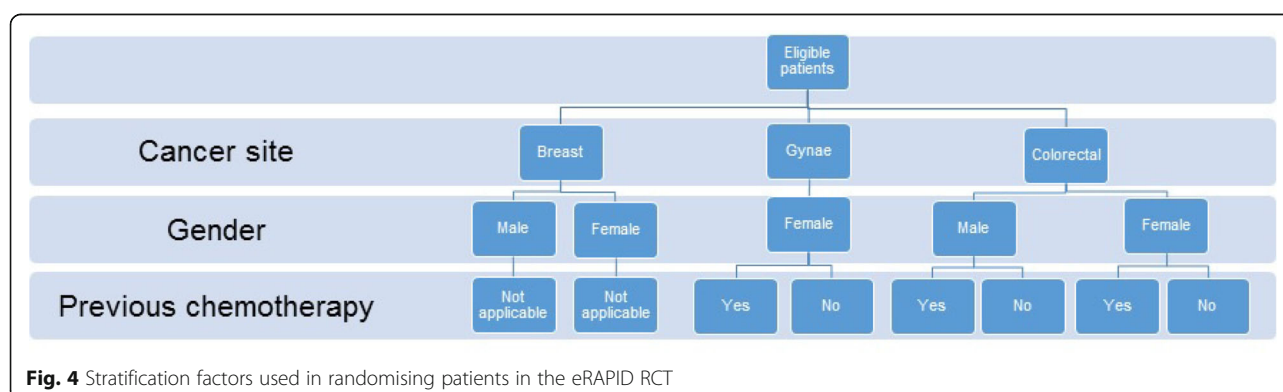 Eligible
patients
Cancer site
Breast
Gynae
Colorectal
Gender
Male
Female
Female
Male
Female
Previous chemotherapy
Not
applicable
Not
applicable
Yes
No
Yes
No
Yes
No
Fig. 4 Stratification factors used in randomising patients in the eRAPID RCT